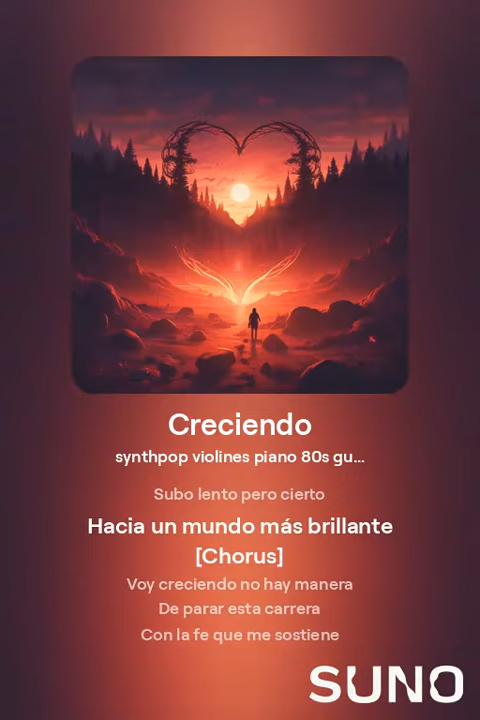 Creciendo
synthpop violines piano 80s gu...
Subo lento pero cierto
Hacia un mundo más brillante
[Chorus]
Voy creciendo no hay manera
De parar esta carrera
Con la fe que me sostiene
SUNO